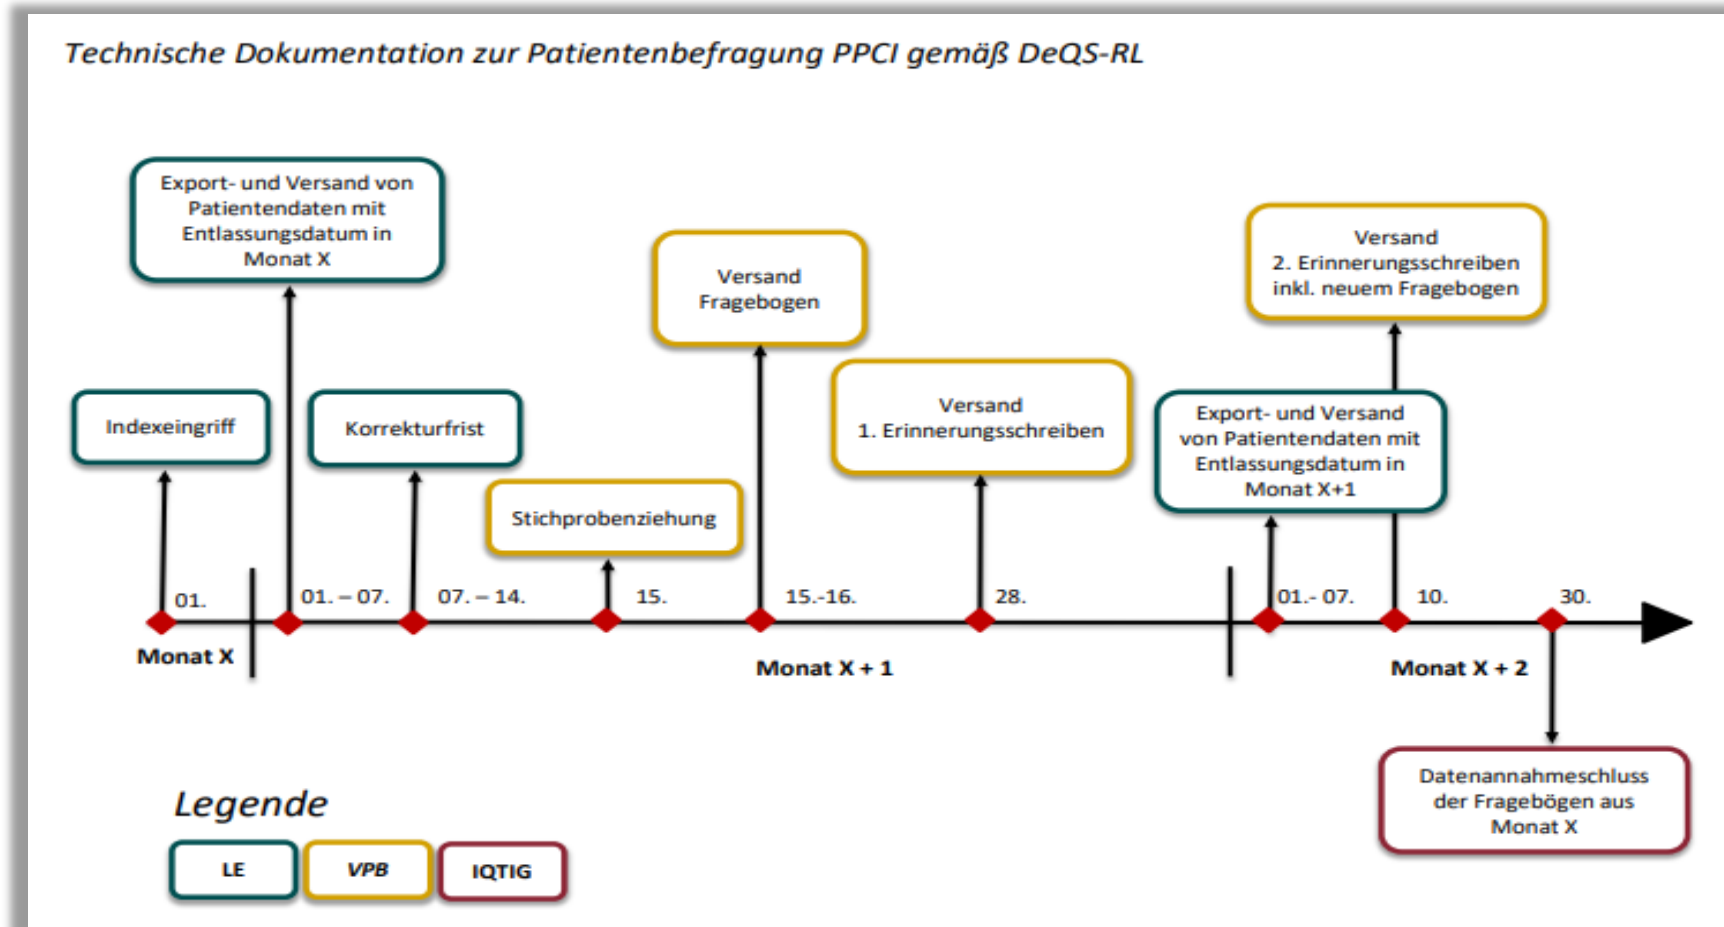 Technische Dokumentation zur Patientenbefragung PPCI gemäß DeQS-RL
Export- und Versand von
Patientendaten mit
Entlassungsdatum in
Monat X
Versand
2. Erinnerungsschreiben
inkl. neuem Fragebogen
Versand
Fragebogen
Versand
1. Erinnerungsschreiben
Indexeingriff
Korrekturfrist
Export- und Versand
von Patientendaten mit
Entlassungsdatum in
Monat X+1
Stichprobenziehung
01.
01. – 07.
07. – 14.
15.
15.-16.
28.
01.- 07.
10.
30.
Monat X
Monat X + 1
Monat X + 2
Datenannahmeschluss
der Fragebögen aus
Monat X
Legende
LE
VPB
IQTIG